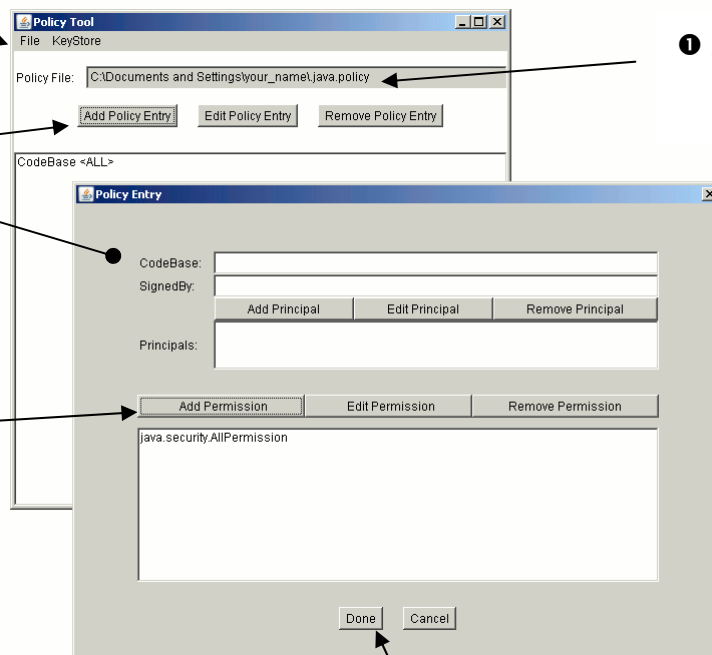 Policy Tool
File KeyStore
❶
Policy File: C:\Documents and Settings\your_name\.java.policy
Add Policy Entry Edit Policy Entry Remove Policy Entry
CodeBase <ALL>
Policy Entry
CodeBase:
SignedBy:
Add Principal Edit Principal Remove Principal
Principals:
Add Permission Edit Permission Remove Permission
java.security.AllPermission
Done Cancel